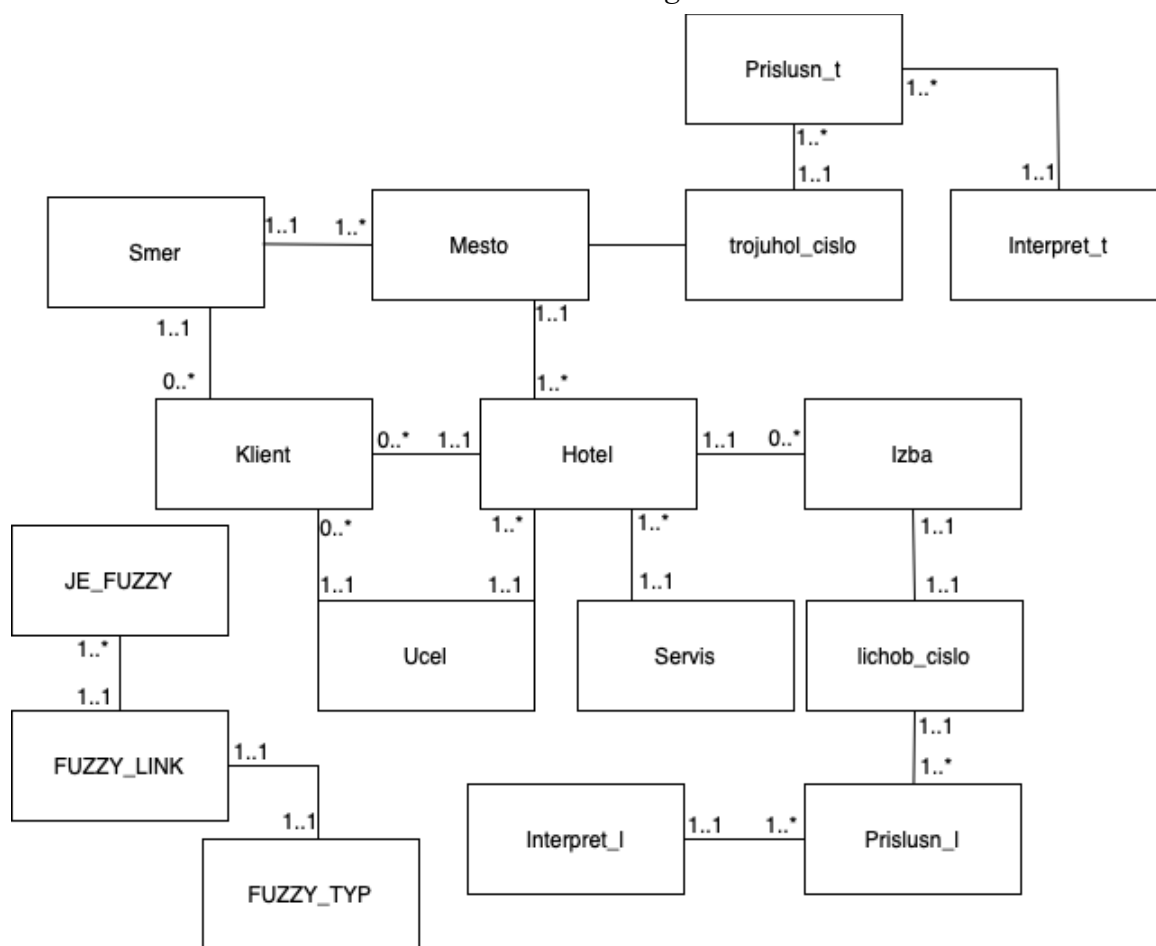 Prislusn_t
1..*
1..*
1..1
1..1
Smer
1..1
1..*
Mesto
trojuhol_cislo
Interpret_t
1..1
1..1
0..*
1..*
Klient
0..*
1..1
Hotel
1..1
0..*
Izba
0..*
1..*
1..*
1..1
JE_FUZZY
1..1
1..1
1..1
1..1
1..*
Ucel
Servis
lichob_cislo
1..1
FUZZY_LINK
1..1
1..1
1..*
1..1
Interpret_l
1..1
1..*
Prislusn_l
FUZZY_TYP